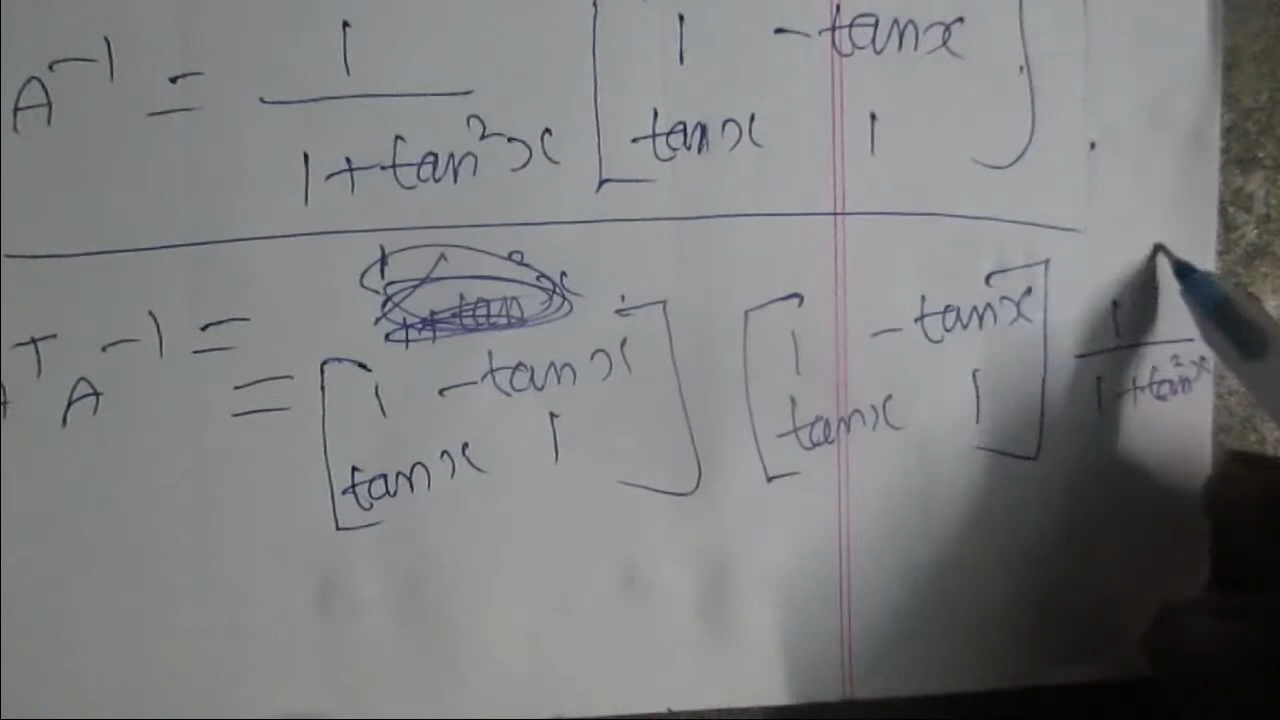 A⁻¹ = 1 / 1+tan²x [ 1 -tanx
tanx 1 ] .
ᵀA⁻¹ =
= [ 1 -tanx
tanx 1 ] [ 1 -tanx
tanx 1 ] 1 / 1+tan²x